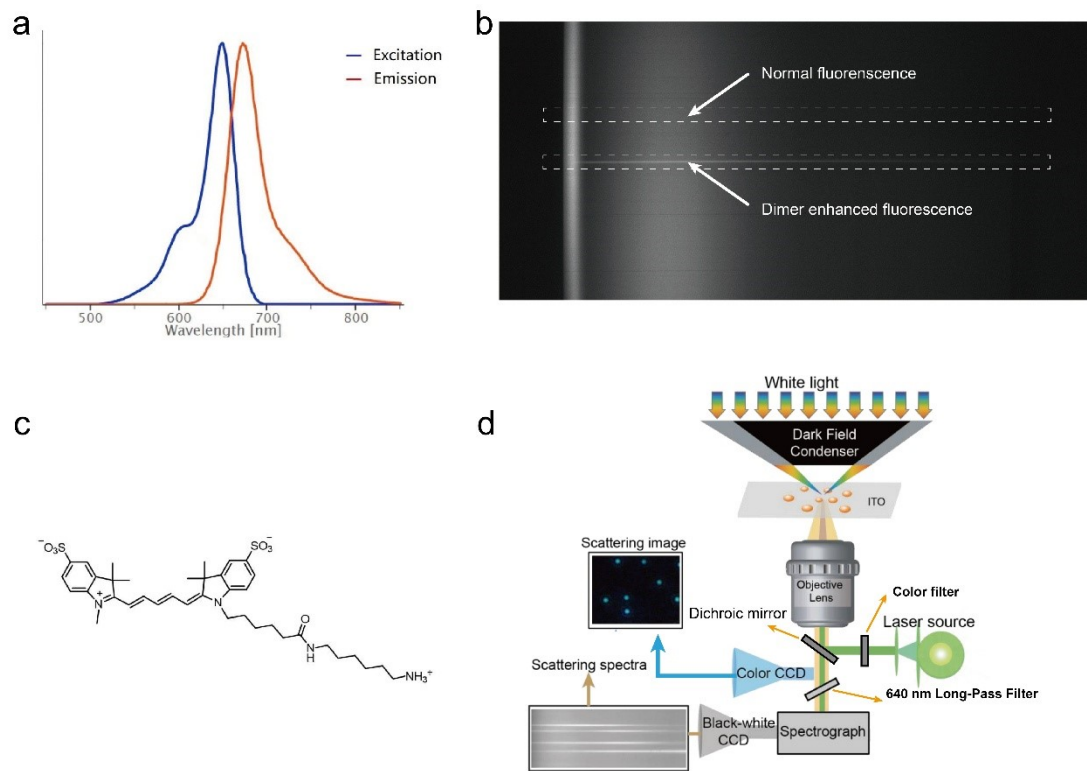 a
Excitation
Emission
500
600
700
800
Wavelength [nm]
b
Normal fluorenscence
Dimer enhanced fluorescence
c
⁻O₃S
SO₃⁻
N
+
N
O
N
H
NH₃⁺
d
White light
Dark Field
Condenser
ITO
Scattering image
Objective
Lens
Color filter
Dichroic mirror
Laser source
Scattering spectra
Color CCD
640 nm Long-Pass Filter
Black-white
CCD
Spectrograph